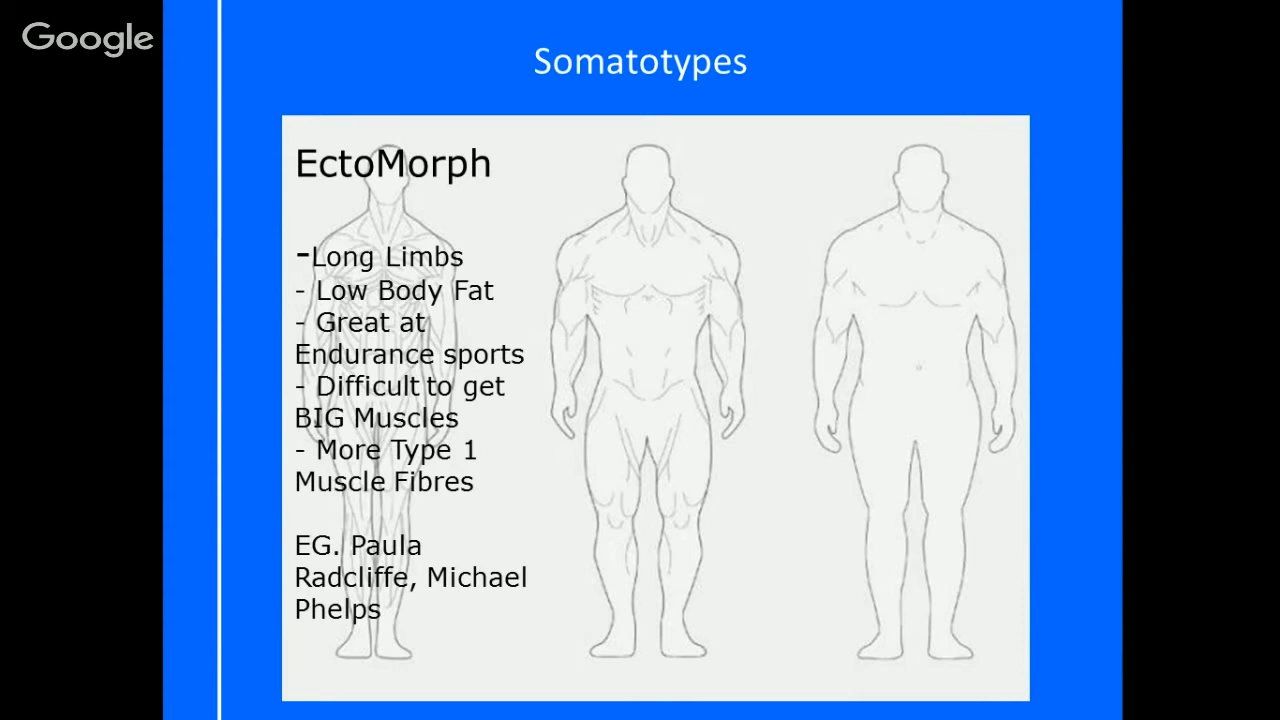 Google
Somatotypes
EctoMorph
-Long Limbs
- Low Body Fat
- Great at
Endurance sports
- Difficult to get
BIG Muscles
- More Type 1
Muscle Fibres
EG. Paula
Radcliffe, Michael
Phelps